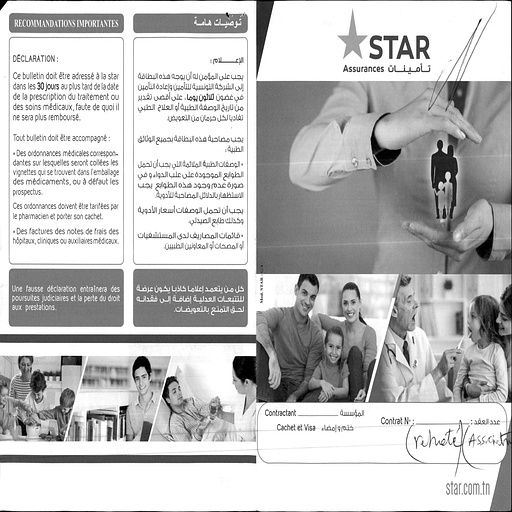 RECOMMANDATIONS IMPORTANTES
DÉCLARATION :
Ce bulletin doit être adressé à la star
dans les 30 jours au plus tard de la date
de la prescription du traitement ou
des soins médicaux, faute de quoi il
ne sera plus remboursé.
Tout bulletin doit être accompagné :
• Des ordonnances médicales correspon-
dantes sur lesquelles seront collées les
vignettes qui se trouvent dans l'emballage
des médicaments, ou à défaut les
prospectus.
Ces ordonnances doivent être tarifées par
le pharmacien et porter son cachet.
• Des factures des notes de frais des
hôpitaux, cliniques ou auxiliaires médicaux.
Une fausse déclaration entraînera des
poursuites judiciaires et la perte du droit
aux prestations.
توصيات هامة
الإعلام :
يجب على المؤمن له أن يوجه هذه البطاقة
إلى الشركة التونسية للتأمين وإعادة التأمين
في غضون ثلاثون يوما، على أقصى تقدير
من تاريخ الوصفة الطبية أو العلاج الطبي
تفاديا لكل حرمان من التعويض.
يجب مصاحبة هذه البطاقة بجميع الوثائق
الطبية :
• الوصفات الطبية الملائمة التي يجب أن تحمل
الطوابع الموجودة على علب الدواء و في
صورة عدم وجود هذه الطوابع يجب
الاستظهار بالدلائل المصاحبة للأدوية.
يجب أن تحمل الوصفات أسعار الأدوية
وكذلك طابع الصيدلي.
• قائمات المصاريف لدى المستشفيات
أو المصحات أو المعاونين الطبيين.
كل من يتعمد إعلاما كاذبا يكون عرضة
للتتبعات العدلية إضافة إلى فقدانه
لحق التمتع بالتعويضات.
STAR
Assurances تأمينات
Contractant المؤسسة
Cachet et Visa ختم وإمضاء
Contrat N° : عدد العقد :
star.com.tn